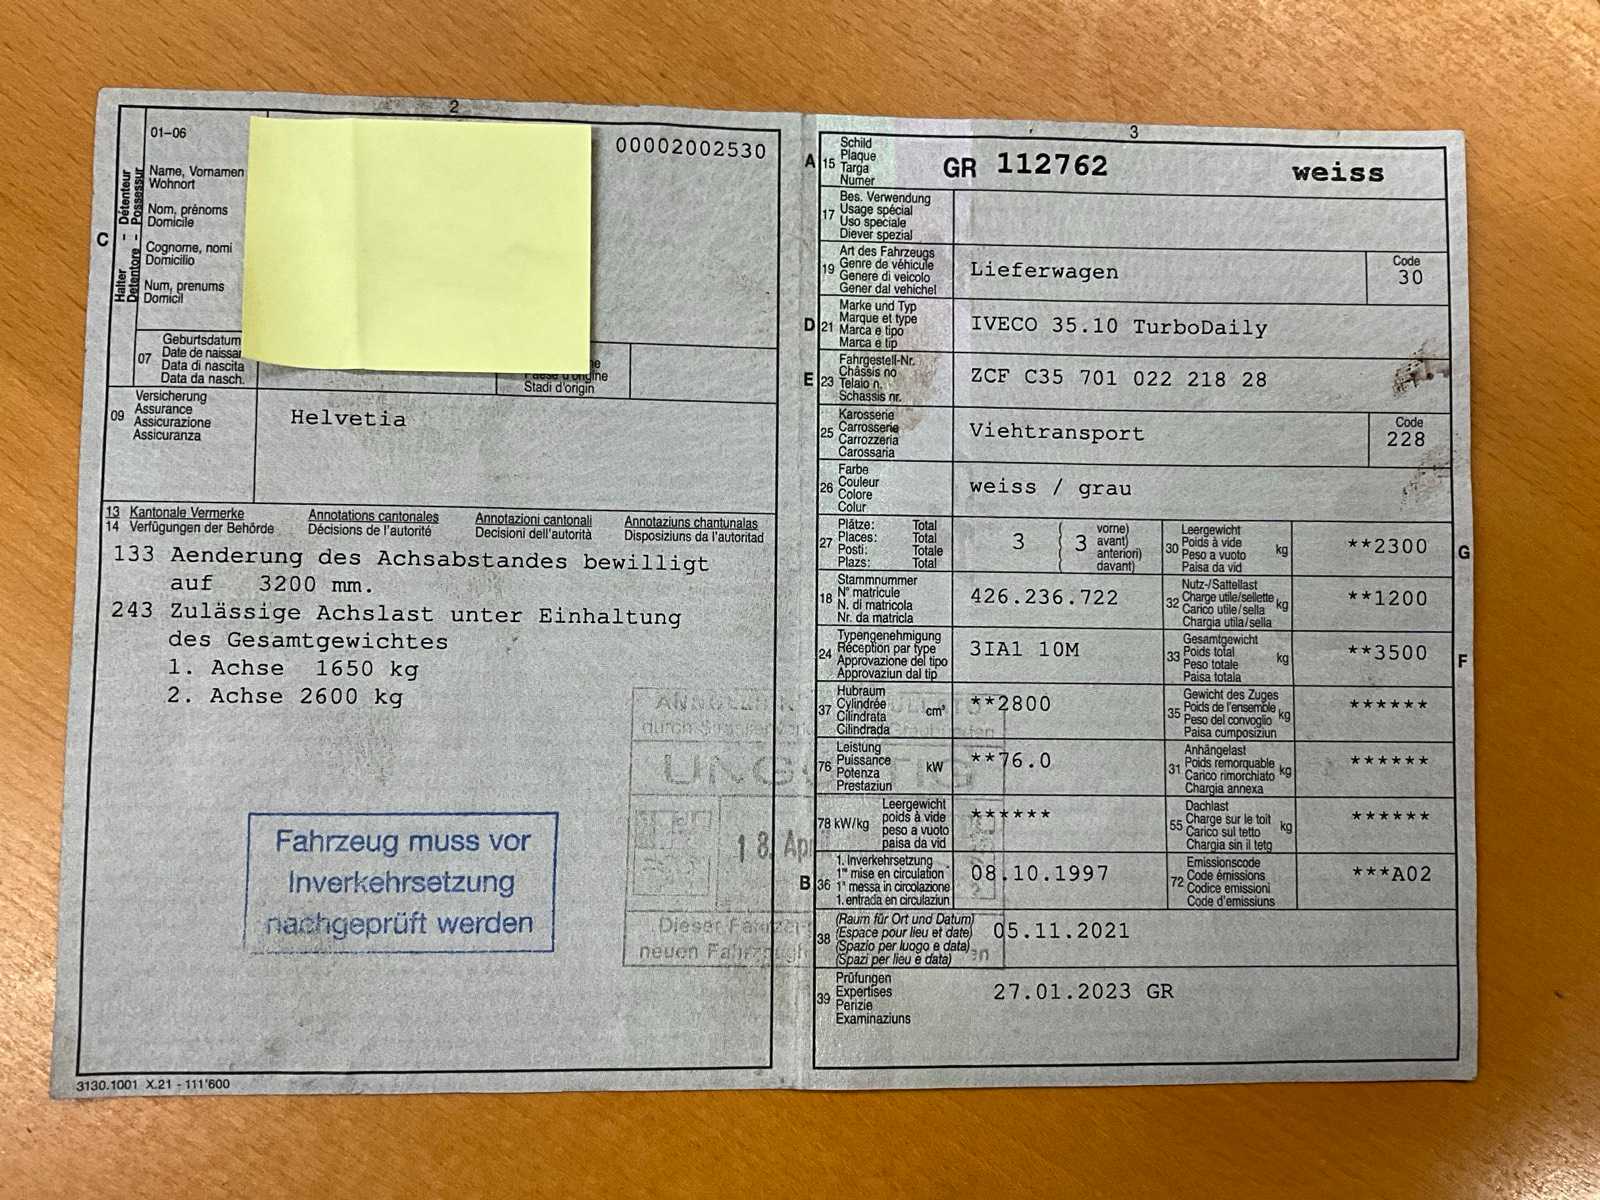 2
01–06
00002002530
Halter – Détenteur
Detentore – Possessur
C
Name, Vornamen
Wohnort
Nom, prénoms
Domicile
Cognome, nomi
Domicilio
Num, prenums
Domicil
07
Geburtsdatum
Date de naissan
Data di nascita
Data da nasch.
Stadi d'origin
09
Versicherung
Assurance
Assicurazione
Assicuranza
Helvetia
13 Kantonale Vermerke Annotations cantonales Annotazioni cantonali Annotaziuns chantunalas
14 Verfügungen der Behörde Décisions de l'autorité Decisioni dell'autorità Disposiziuns da l'autoritad
133 Aenderung des Achsabstandes bewilligt
auf 3200 mm.
243 Zulässige Achslast unter Einhaltung
des Gesamtgewichtes
1. Achse 1650 kg
2. Achse 2600 kg
Fahrzeug muss vor
Inverkehrsetzung
nachgeprüft werden
18. Apr
3130.1001 X.21 - 111'600
3
A 15
Schild
Plaque
Targa
Numer
GR 112762 weiss
17
Bes. Verwendung
Usage spécial
Uso speciale
Diever spezial
19
Art des Fahrzeugs
Genre de véhicule
Genere di veicolo
Gener dal vehichel
Lieferwagen
Code
30
D 21
Marke und Typ
Marque et type
Marca e tipo
Marca e tip
IVECO 35.10 TurboDaily
E 23
Fahrgestell-Nr.
Châssis no
Telaio n.
Schassis nr.
ZCF C35 701 022 218 28
25
Karosserie
Carrosserie
Carrozzeria
Carossaria
Viehtransport
Code
228
26
Farbe
Couleur
Colore
Colur
weiss / grau
27
Plätze: Total
Places: Total
Posti: Totale
Plazs: Total
3 ( 3 vorne)
avant)
anteriori)
davant)
30
Leergewicht
Poids à vide
Peso a vuoto
Paisa da vid
kg
**2300
G
18
Stammnummer
N° matricule
N. di matricola
Nr. da matricla
426.236.722
32
Nutz-/Sattellast
Charge utile/sellette
Carico utile/sella
Chargia utila/sella
kg
**1200
24
Typengenehmigung
Réception par type
Approvazione del tipo
Approvaziun dal tip
3IA1 10M
33
Gesamtgewicht
Poids total
Peso totale
Paisa totala
kg
**3500
F
37
Hubraum
Cylindrée
Cilindrata
Cilindrada
cm³
**2800
35
Gewicht des Zuges
Poids de l'ensemble
Peso del convoglio
Paisa cumposiziun
kg
******
76
Leistung
Puissance
Potenza
Prestaziun
kW
**76.0
31
Anhängelast
Poids remorquable
Carico rimorchiato
Chargia annexa
kg
******
78 kW/kg
Leergewicht
poids à vide
peso a vuoto
paisa da vid
******
55
Dachlast
Charge sur le toit
Carico sul tetto
Chargia sin il tetg
kg
******
B 36
1. Inverkehrsetzung
1re mise en circulation
1a messa in circolazione
1. entrada en circulaziun
08.10.1997
72
Emissionscode
Code émissions
Codice emissioni
Code d'emissiuns
***A02
38
(Raum für Ort und Datum)
(Espace pour lieu et date)
(Spazio per luogo e data)
(Spazi per lieu e data)
05.11.2021
39
Prüfungen
Expertises
Perizie
Examinaziuns
27.01.2023 GR